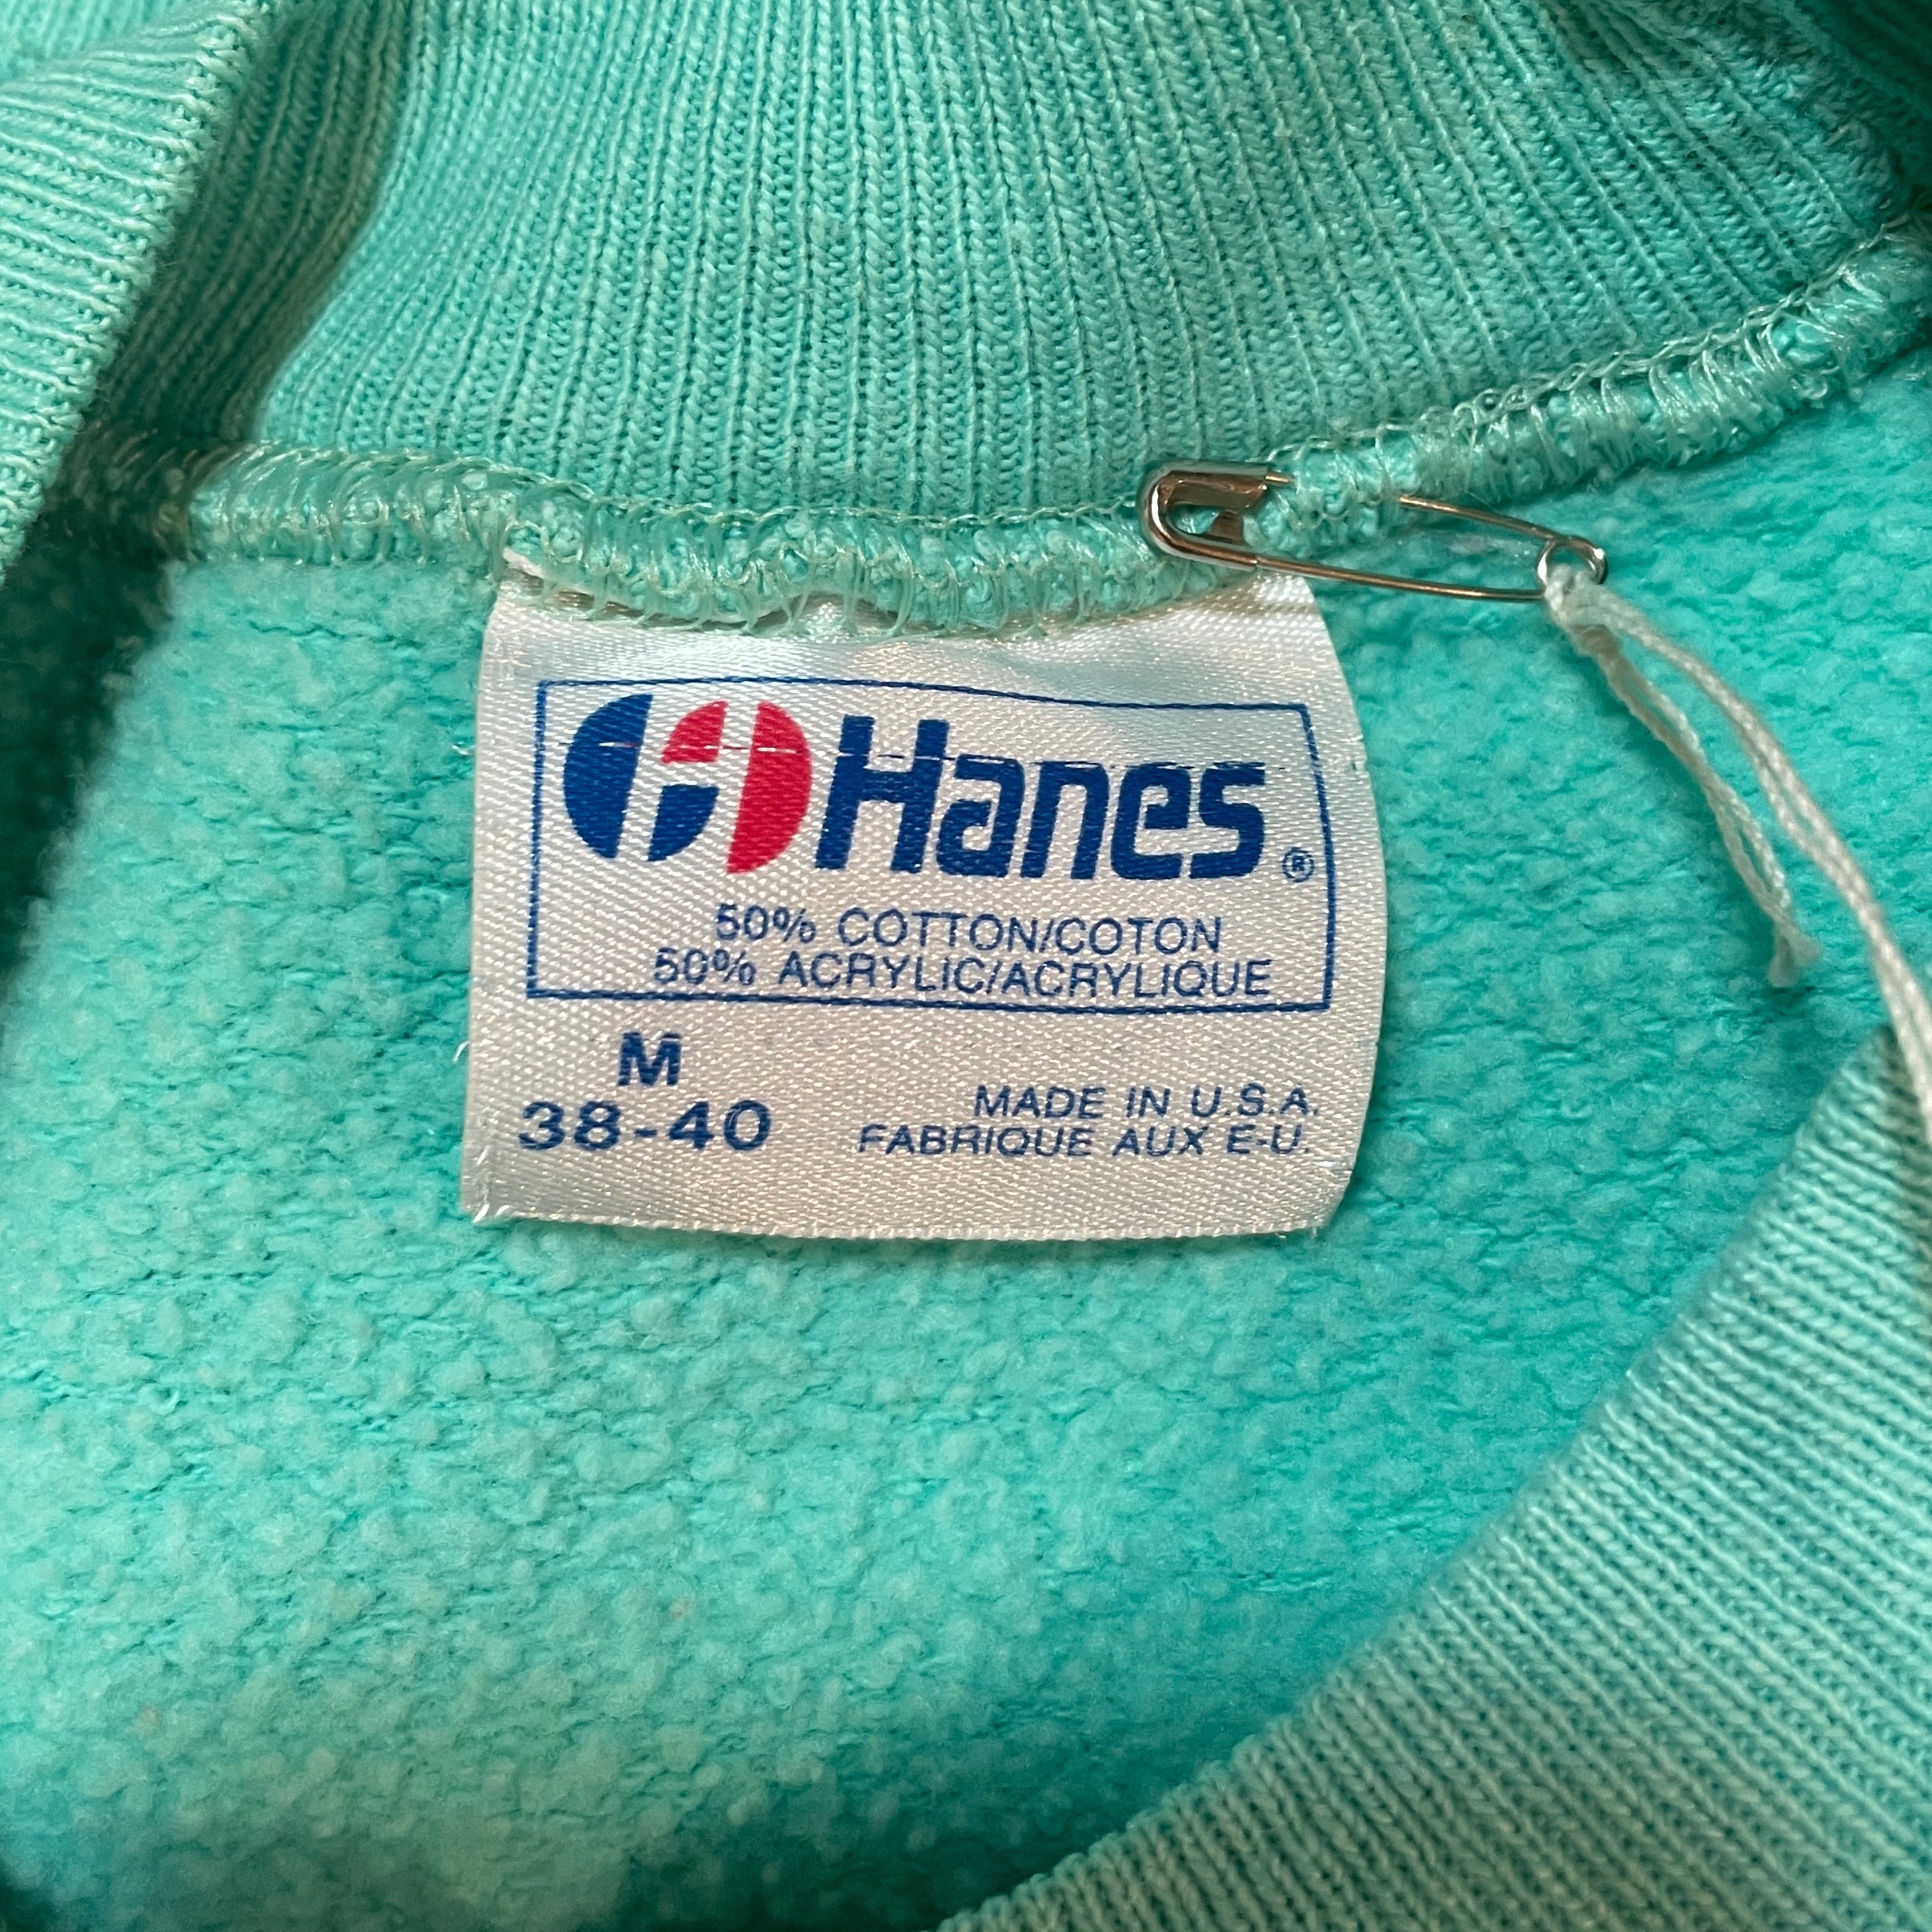 Hanes®
50% COTTON/COTON
50% ACRYLIC/ACRYLIQUE
M
38-40
MADE IN U.S.A.
FABRIQUE AUX E-U.